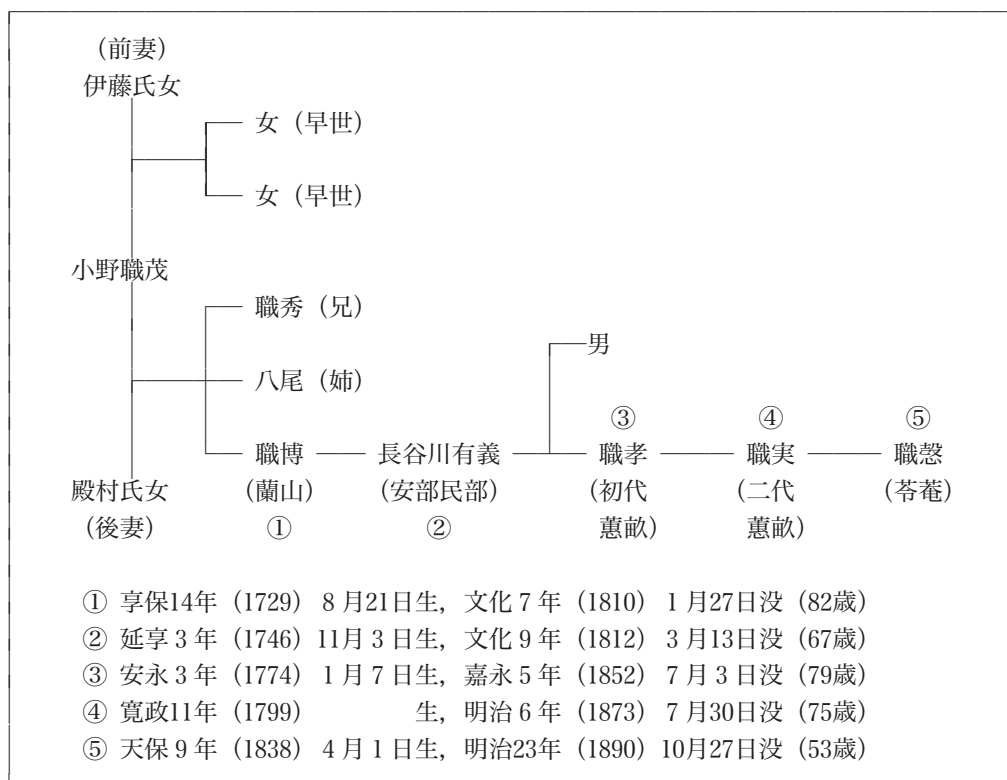 （前妻）
伊藤氏女
女（早世）
女（早世）
小野職茂
職秀（兄）
男
八尾（姉）
③ ④ ⑤
職博 長谷川有義 職孝 職実 職愨
殿村氏女 （蘭山） （安部民部） （初代 （二代 （苓菴）
（後妻） ① ② 蕙畝） 蕙畝）
① 享保14年（1729） 8月21日生，文化7年（1810） 1月27日没（82歳）
② 延享3年（1746）11月3日生，文化9年（1812） 3月13日没（67歳）
③ 安永3年（1774） 1月7日生，嘉永5年（1852） 7月3日没（79歳）
④ 寛政11年（1799） 生，明治6年（1873） 7月30日没（75歳）
⑤ 天保9年（1838） 4月1日生，明治23年（1890）10月27日没（53歳）